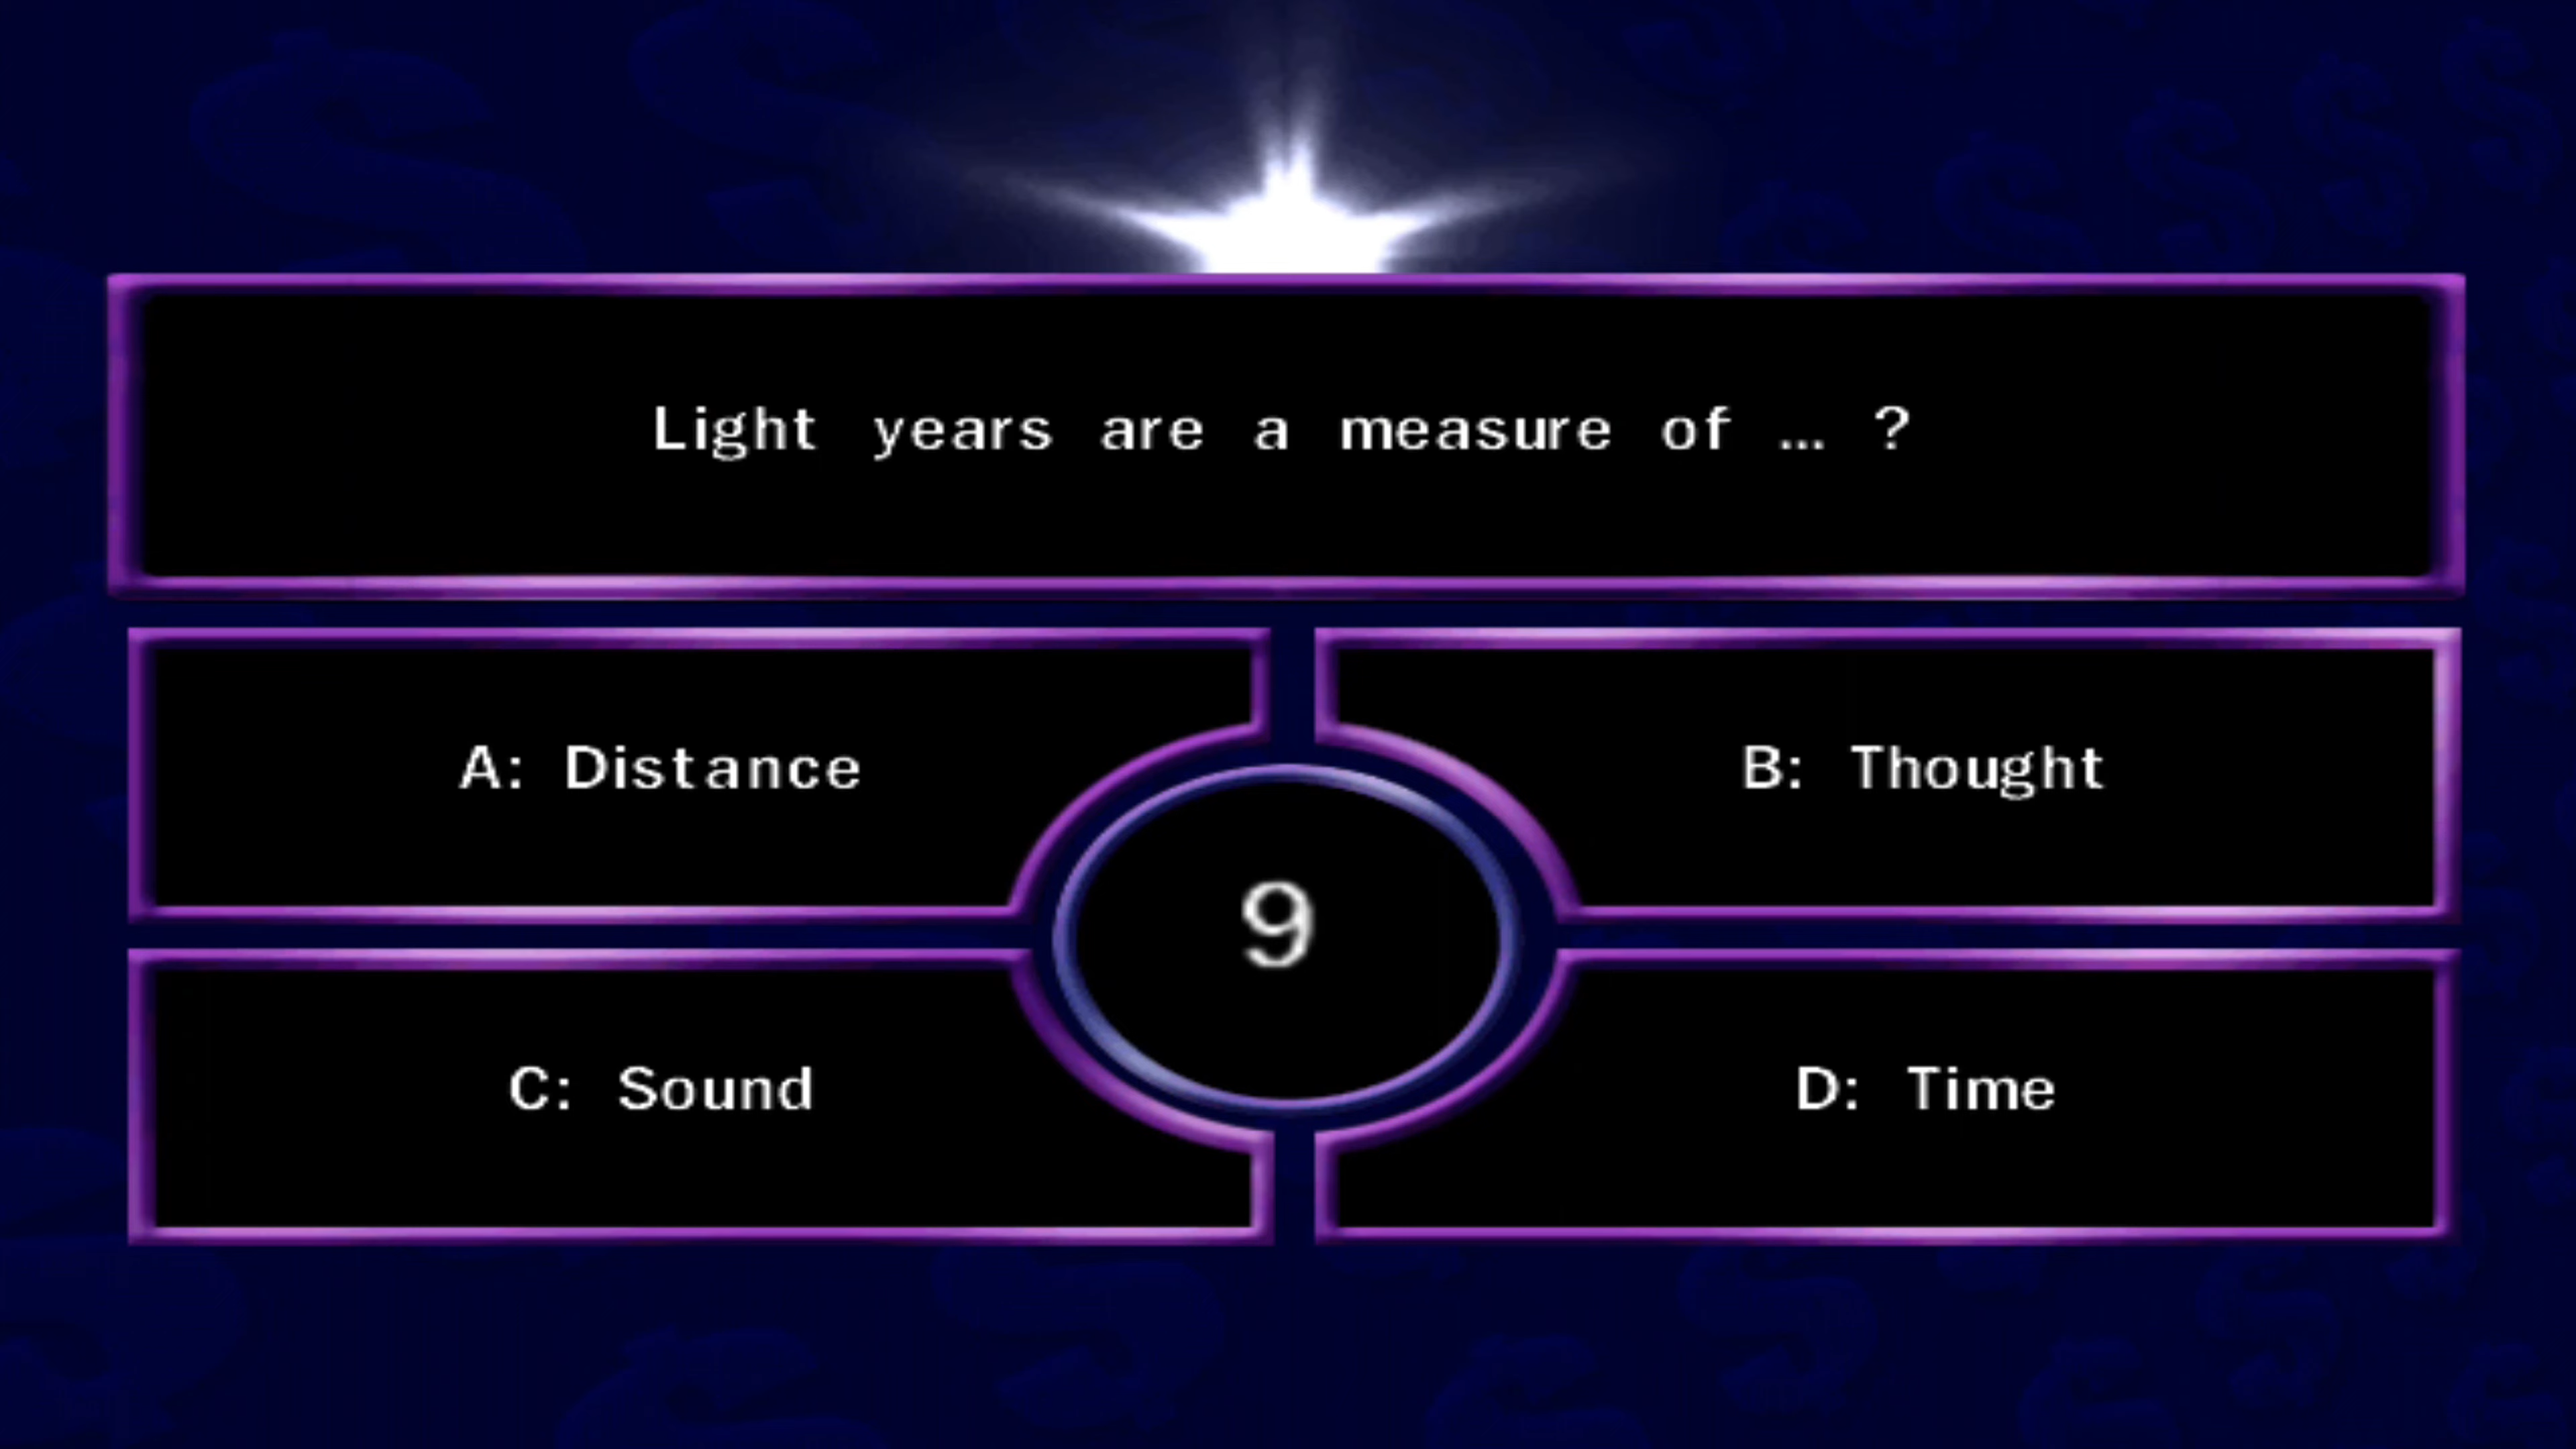 Light years are a measure of ... ?
A: Distance
B: Thought
9
C: Sound
D: Time